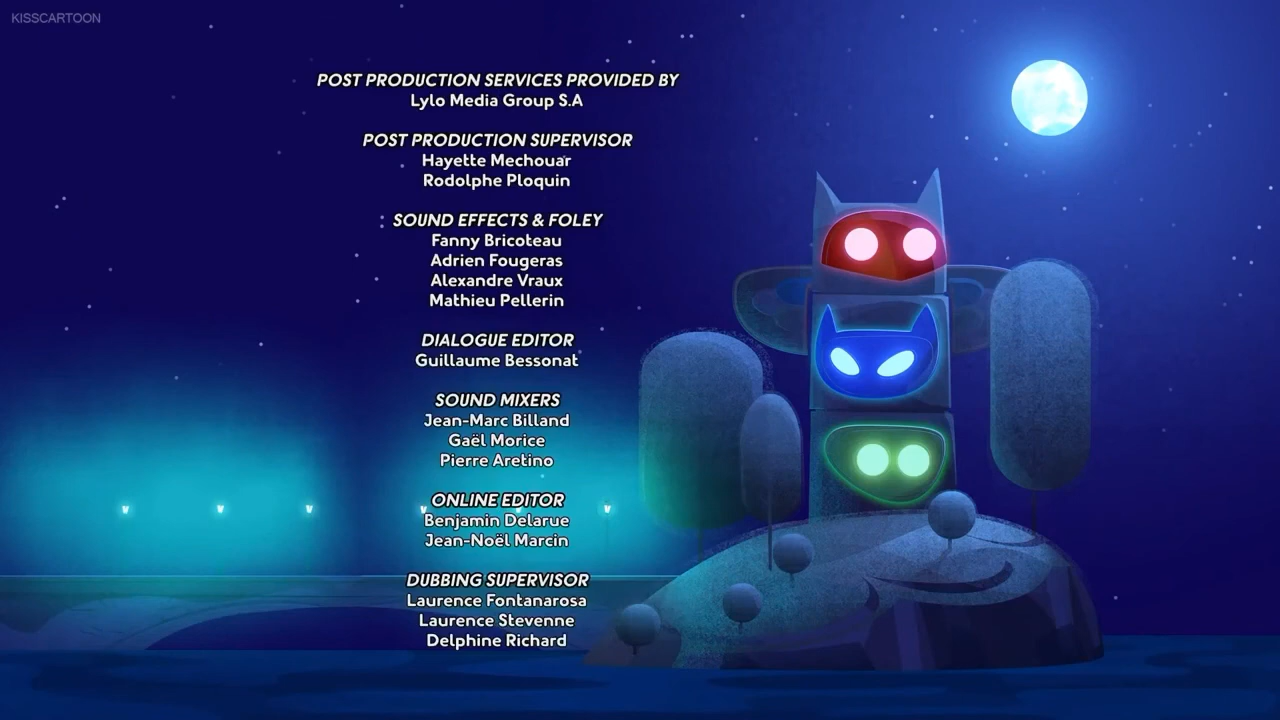 KISSCARTOON
POST PRODUCTION SERVICES PROVIDED BY
Lylo Media Group S.A
POST PRODUCTION SUPERVISOR
Hayette Mechouar
Rodolphe Ploquin
SOUND EFFECTS & FOLEY
Fanny Bricoteau
Adrien Fougeras
Alexandre Vraux
Mathieu Pellerin
DIALOGUE EDITOR
Guillaume Bessonat
SOUND MIXERS
Jean-Marc Billand
Gaël Morice
Pierre Aretino
ONLINE EDITOR
Benjamin Delarue
Jean-Noël Marcin
DUBBING SUPERVISOR
Laurence Fontanarosa
Laurence Stevenne
Delphine Richard